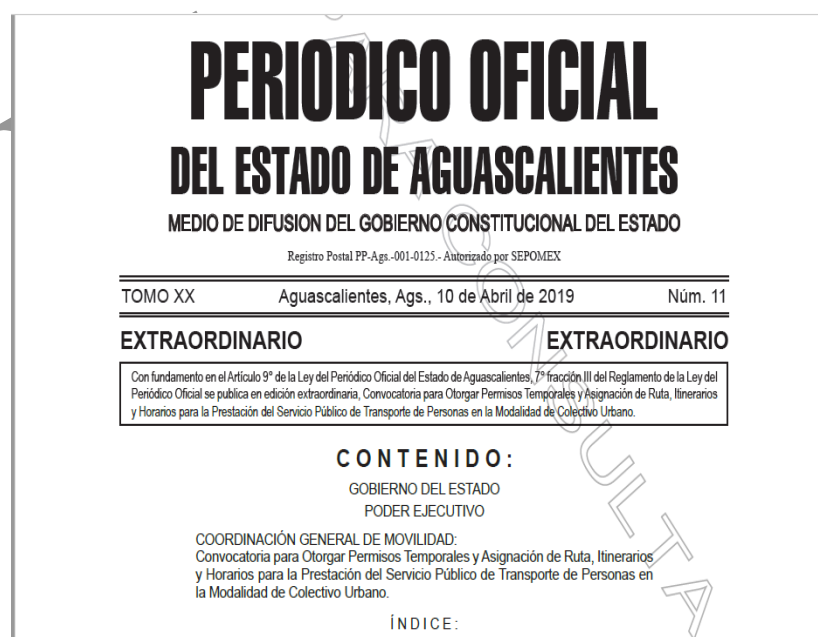 PERIODICO OFICIAL
DEL ESTADO DE AGUASCALIENTES
MEDIO DE DIFUSION DEL GOBIERNO CONSTITUCIONAL DEL ESTADO
Registro Postal PP-Ags.-001-0125.- Autorizado por SEPOMEX
TOMO XX Aguascalientes, Ags., 10 de Abril de 2019 Núm. 11
EXTRAORDINARIO EXTRAORDINARIO
Con fundamento en el Artículo 9° de la Ley del Periódico Oficial del Estado de Aguascalientes, 7° fracción III del Reglamento de la Ley del
Periódico Oficial se publica en edición extraordinaria, Convocatoria para Otorgar Permisos Temporales y Asignación de Ruta, Itinerarios
y Horarios para la Prestación del Servicio Público de Transporte de Personas en la Modalidad de Colectivo Urbano.
CONTENIDO:
GOBIERNO DEL ESTADO
PODER EJECUTIVO
COORDINACIÓN GENERAL DE MOVILIDAD:
Convocatoria para Otorgar Permisos Temporales y Asignación de Ruta, Itinerarios
y Horarios para la Prestación del Servicio Público de Transporte de Personas en
la Modalidad de Colectivo Urbano.
ÍNDICE:
CONSULTA